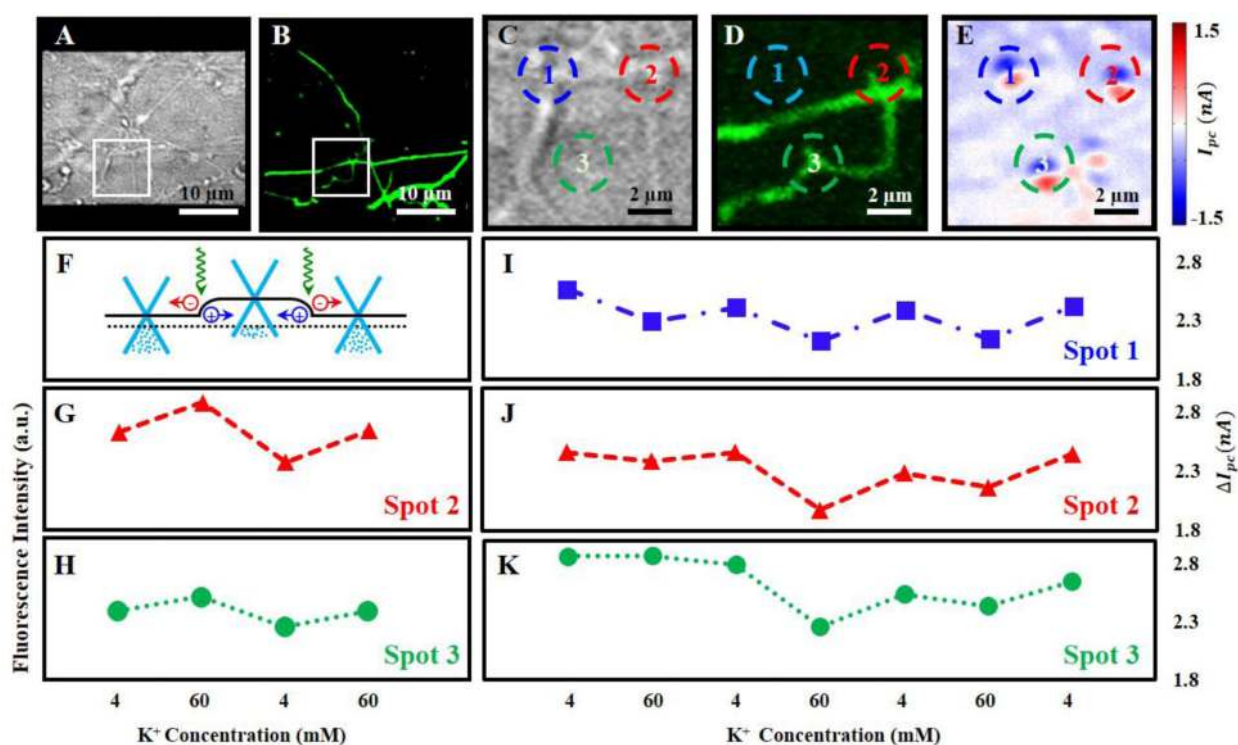 A
10 µm
B
10 µm
C
1
2
3
2 µm
D
1
2
3
2 µm
E
1
2
3
2 µm
1.5
I_pc (nA)
-1.5
F
- + + -
I
Spot 1
2.8
2.3
1.8
G
Spot 2
J
Spot 2
2.8
2.3
1.8
H
Spot 3
K
Spot 3
2.8
2.3
1.8
Fluorescence Intensity (a.u.)
ΔI_pc(nA)
4 60 4 60
K⁺ Concentration (mM)
4 60 4 60 4 60 4
K⁺ Concentration (mM)